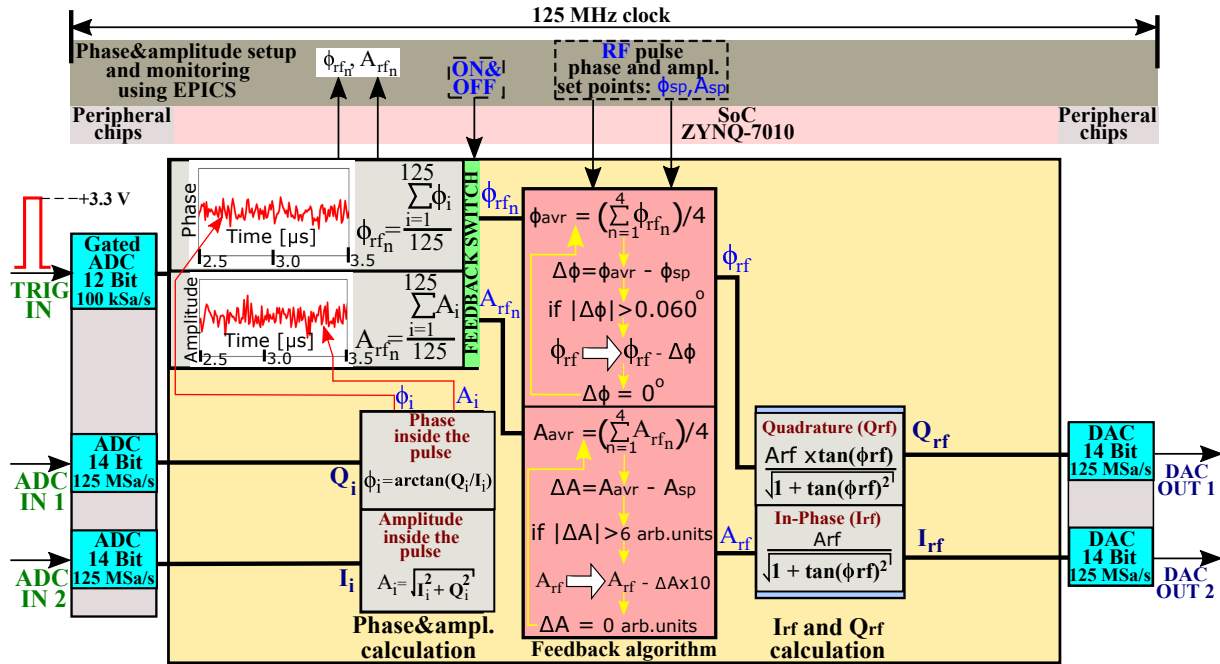 125 MHz clock
Phase&amplitude setup
and monitoring
using EPICS
ϕrfn, Arfn
ON&
OFF
RF pulse
phase and ampl.
set points: ϕsp,Asp
Peripheral
chips
SoC
ZYNQ-7010
Peripheral
chips
+3.3 V
TRIG
IN
Gated
ADC
12 Bit
100 kSa/s
Phase
Time [µs]
2.5 3.0 3.5
ϕrfn = 125 ∑ i=1 ϕi / 125
Amplitude
Time [µs]
2.5 3.0 3.5
Arfn = 125 ∑ i=1 Ai / 125
FEEDBACK SWITCH
ϕrfn
Arfn
ϕavr = (4 ∑ n=1 ϕrfn)/4
Δϕ=ϕavr - ϕsp
if |Δϕ|>0.060°
ϕrf ⇨ ϕrf - Δϕ
Δϕ = 0°
Aavr =(4 ∑ n=1 Arfn)/4
ΔA=Aavr - Asp
if |ΔA|>6 arb.units
Arf ⇨ Arf - ΔAx10
ΔA = 0 arb.units
Feedback algorithm
ϕrf
Arf
ϕi
Ai
Phase
inside the
pulse
ϕi=arctan(Qi/Ii)
Amplitude
inside the
pulse
Ai=√Ii²+Qi²
Phase&ampl.
calculation
ADC
IN 1
ADC
14 Bit
125 MSa/s
Qi
ADC
IN 2
ADC
14 Bit
125 MSa/s
Ii
Quadrature (Qrf)
Arf xtan(ϕrf)
√1 + tan(ϕrf)²
In-Phase (Irf)
Arf
√1 + tan(ϕrf)²
Irf and Qrf
calculation
Qrf
Irf
DAC
14 Bit
125 MSa/s
DAC
OUT 1
DAC
14 Bit
125 MSa/s
DAC
OUT 2